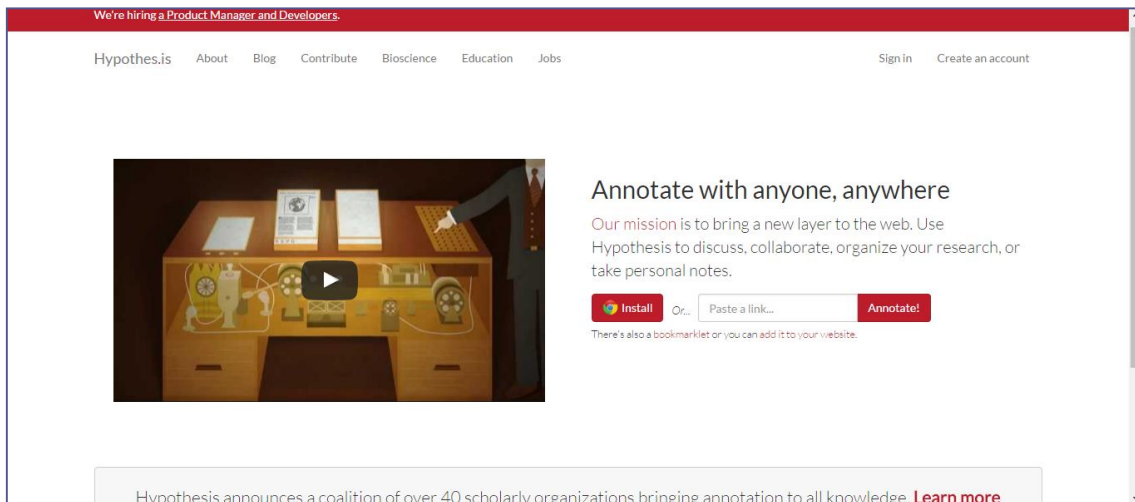 We're hiring a Product Manager and Developers.
Hypothes.is About Blog Contribute Bioscience Education Jobs Sign in Create an account
Annotate with anyone, anywhere
Our mission is to bring a new layer to the web. Use
Hypothesis to discuss, collaborate, organize your research, or
take personal notes.
Install Or... Paste a link... Annotate!
There's also a bookmarklet or you can add it to your website.
Hypothesis announces a coalition of over 40 scholarly organizations bringing annotation to all knowledge. Learn more